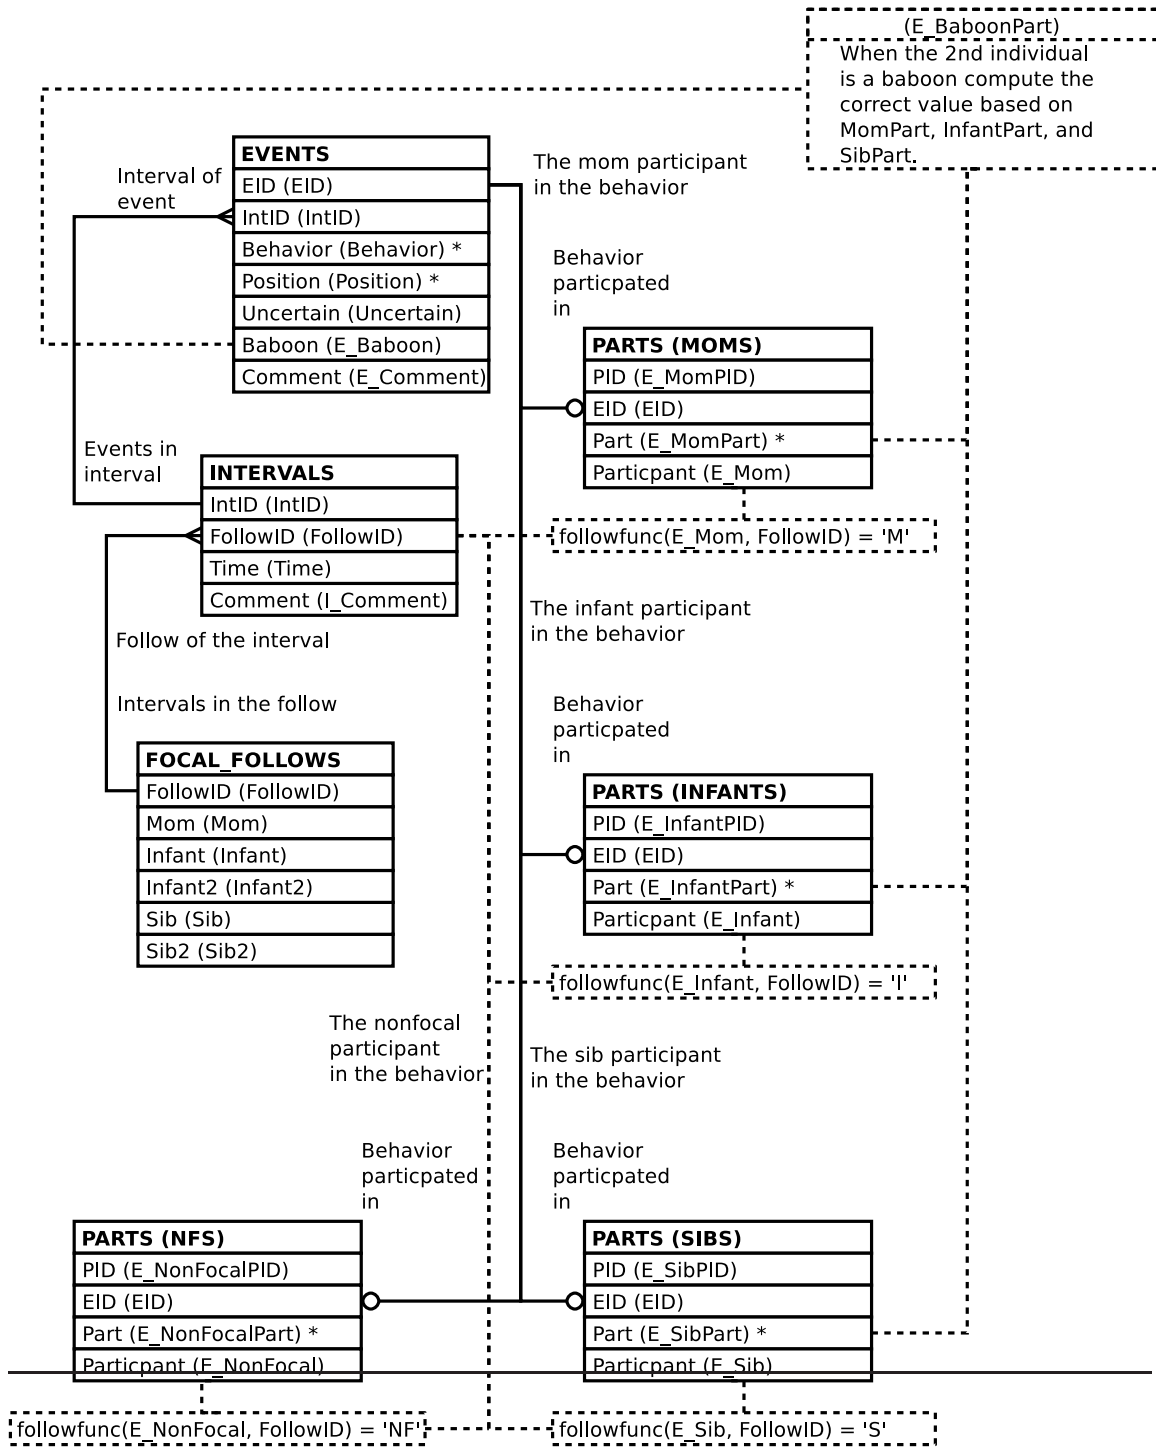 (E_BaboonPart)
When the 2nd individual
is a baboon compute the
correct value based on
MomPart, InfantPart, and
SibPart.
EVENTS
EID (EID)
IntID (IntID)
Behavior (Behavior) *
Position (Position) *
Uncertain (Uncertain)
Baboon (E_Baboon)
Comment (E_Comment)
Interval of
event
The mom participant
in the behavior
Behavior
particpated
in
PARTS (MOMS)
PID (E_MomPID)
EID (EID)
Part (E_MomPart) *
Particpant (E_Mom)
followfunc(E_Mom, FollowID) = 'M'
Events in
interval
INTERVALS
IntID (IntID)
FollowID (FollowID)
Time (Time)
Comment (I_Comment)
Follow of the interval
Intervals in the follow
The infant participant
in the behavior
Behavior
particpated
in
FOCAL_FOLLOWS
FollowID (FollowID)
Mom (Mom)
Infant (Infant)
Infant2 (Infant2)
Sib (Sib)
Sib2 (Sib2)
PARTS (INFANTS)
PID (E_InfantPID)
EID (EID)
Part (E_InfantPart) *
Particpant (E_Infant)
followfunc(E_Infant, FollowID) = 'I'
The nonfocal
participant
in the behavior
The sib participant
in the behavior
Behavior
particpated
in
Behavior
particpated
in
PARTS (NFS)
PID (E_NonFocalPID)
EID (EID)
Part (E_NonFocalPart) *
Particpant (E_NonFocal)
followfunc(E_NonFocal, FollowID) = 'NF'
PARTS (SIBS)
PID (E_SibPID)
EID (EID)
Part (E_SibPart) *
Particpant (E_Sib)
followfunc(E_Sib, FollowID) = 'S'